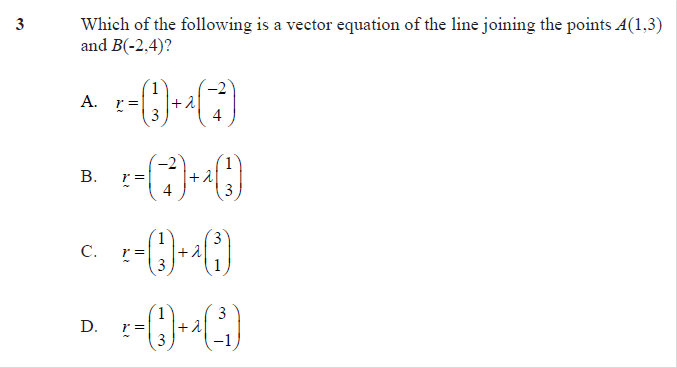 3 Which of the following is a vector equation of the line joining the points A(1,3)
and B(-2,4)?
A. r̰ = (1 3) + λ(−2 4)
B. r̰ = (−2 4) + λ(1 3)
C. r̰ = (1 3) + λ(3 1)
D. r̰ = (1 3) + λ(3 −1)